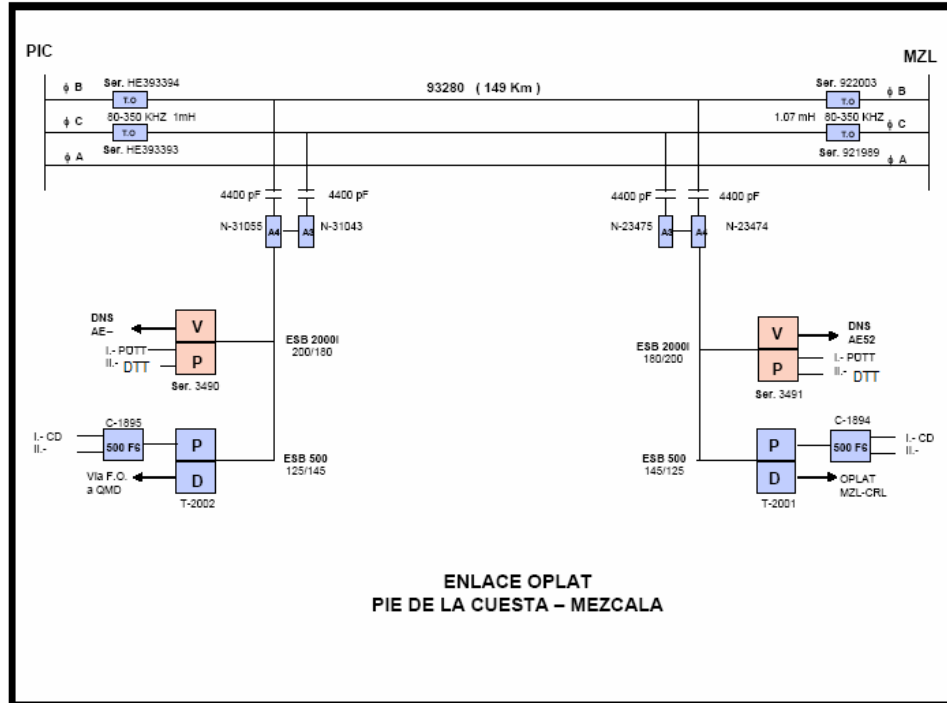 PIC
MZL
ϕ B
Ser. HE393394
T.O
93280 ( 149 Km )
Ser. 922003
T.O
ϕ B
ϕ C
80-350 KHZ 1mH
T.O
1.07 mH 80-350 KHZ
T.O
ϕ C
ϕ A
Ser. HE393393
Ser. 921989
ϕ A
4400 pF
4400 pF
4400 pF
4400 pF
N-31055
A4
A3
N-31043
N-23475
A3
A4
N-23474
DNS
AE–
V
I.- PUTT
II.- DTT
P
Ser. 3490
ESB 2000I
200/180
ESB 2000I
180/200
V
DNS
AE52
P
I.- PUTT
II.- DTT
Ser. 3491
C-1895
I.- CD
II.-
500 F6
P
Via F.O.
a QMD
D
T-2002
ESB 500
125/145
ESB 500
145/125
C-1894
P
500 F6
I.- CD
II.-
D
OPLAT
MZL-CRL
T-2001
ENLACE OPLAT
PIE DE LA CUESTA – MEZCALA